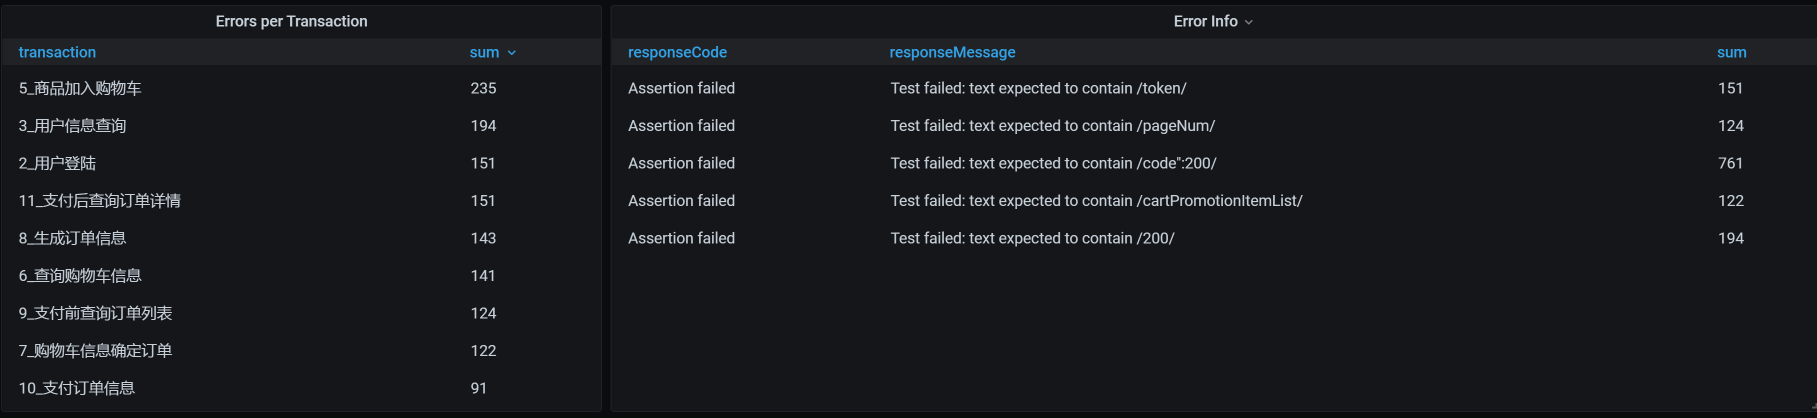 Errors per Transaction
transaction sum
5_商品加入购物车 235
3_用户信息查询 194
2_用户登陆 151
11_支付后查询订单详情 151
8_生成订单信息 143
6_查询购物车信息 141
9_支付前查询订单列表 124
7_购物车信息确定订单 122
10_支付订单信息 91
Error Info
responseCode responseMessage sum
Assertion failed Test failed: text expected to contain /token/ 151
Assertion failed Test failed: text expected to contain /pageNum/ 124
Assertion failed Test failed: text expected to contain /code":200/ 761
Assertion failed Test failed: text expected to contain /cartPromotionItemList/ 122
Assertion failed Test failed: text expected to contain /200/ 194